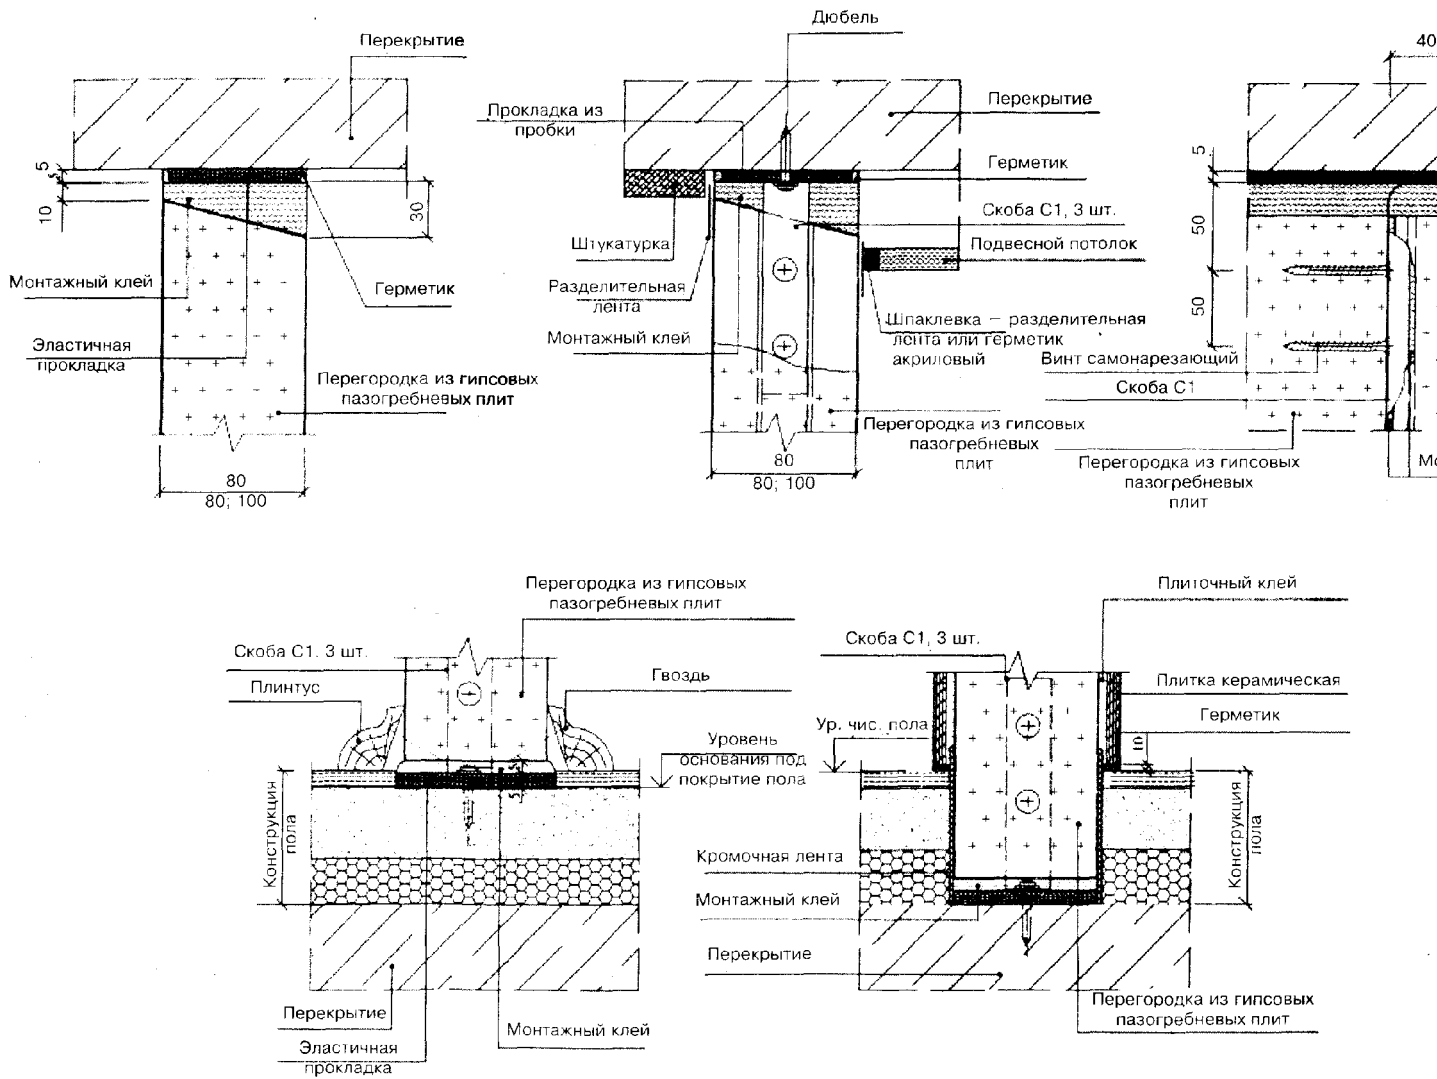 Перекрытие
5
5
10
30
Монтажный клей
Герметик
Эластичная
прокладка
Перегородка из гипсовых
пазогребневых плит
80
80; 100
Дюбель
Прокладка из
пробки
Перекрытие
Герметик
Скоба С1, 3 шт.
Штукатурка
Подвесной потолок
Разделительная
лента
Монтажный клей
Шпаклевка – разделительная
лента или герметик
акриловый
Перегородка из гипсовых
пазогребневых
плит
80
80; 100
40
5
50
50
Винт самонарезающий
Скоба С1
Перегородка из гипсовых
пазогребневых
плит
Перегородка из гипсовых
пазогребневых плит
Скоба С1. 3 шт.
Плинтус
Гвоздь
Уровень
основания под
покрытие пола
5
5
Конструкция
пола
Перекрытие
Эластичная
прокладка
Монтажный клей
Плиточный клей
Скоба С1, 3 шт.
Плитка керамическая
Ур. чис. пола
Герметик
10
Кромочная лента
Монтажный клей
Перекрытие
Конструкция
пола
Перегородка из гипсовых
пазогребневых плит